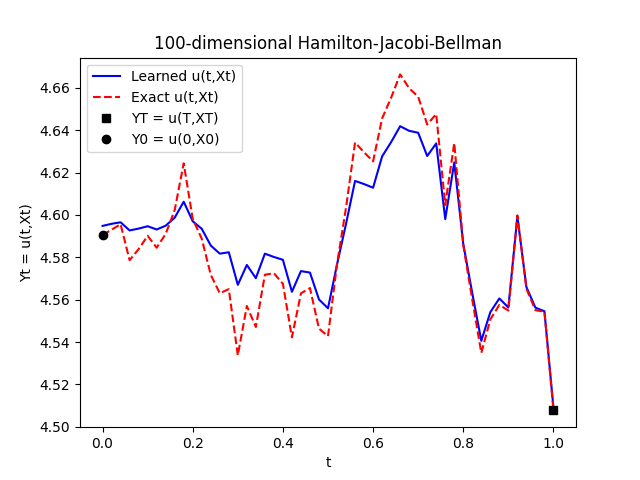 100-dimensional Hamilton-Jacobi-Bellman
Learned u(t,Xt)
Exact u(t,Xt)
YT = u(T,XT)
Y0 = u(0,X0)
Yt = u(t,Xt)
4.66
4.64
4.62
4.60
4.58
4.56
4.54
4.52
4.50
0.0 0.2 0.4 0.6 0.8 1.0
t